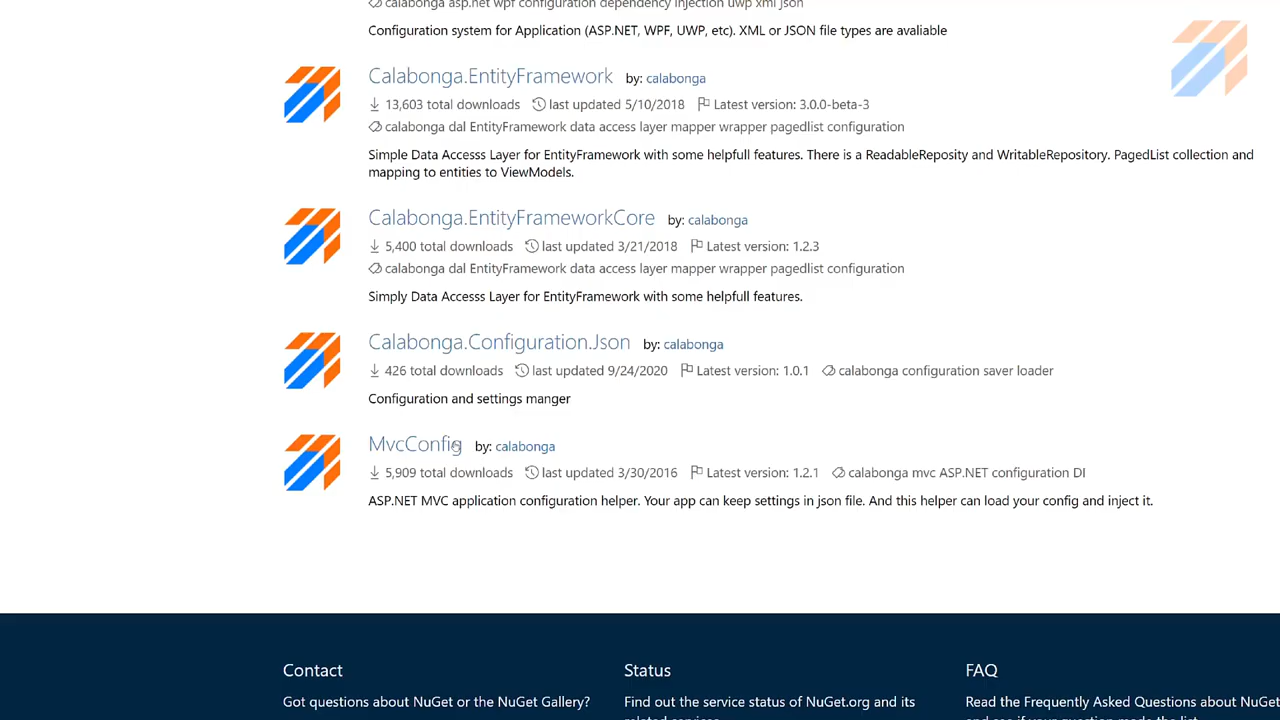 calabonga asp.net wpf configuration dependency injection uwp xml json
Configuration system for Application (ASP.NET, WPF, UWP, etc). XML or JSON file types are avaliable
Calabonga.EntityFramework by: calabonga
13,603 total downloads last updated 5/10/2018 Latest version: 3.0.0-beta-3
calabonga dal EntityFramework data access layer mapper wrapper pagedlist configuration
Simple Data Accesss Layer for EntityFramework with some helpfull features. There is a ReadableReposity and WritableRepository. PagedList collection and
mapping to entities to ViewModels.
Calabonga.EntityFrameworkCore by: calabonga
5,400 total downloads last updated 3/21/2018 Latest version: 1.2.3
calabonga dal EntityFramework data access layer mapper wrapper pagedlist configuration
Simply Data Accesss Layer for EntityFramework with some helpfull features.
Calabonga.Configuration.Json by: calabonga
426 total downloads last updated 9/24/2020 Latest version: 1.0.1 calabonga configuration saver loader
Configuration and settings manger
MvcConfig by: calabonga
5,909 total downloads last updated 3/30/2016 Latest version: 1.2.1 calabonga mvc ASP.NET configuration DI
ASP.NET MVC application configuration helper. Your app can keep settings in json file. And this helper can load your config and inject it.
Contact Status FAQ
Got questions about NuGet or the NuGet Gallery? Find out the service status of NuGet.org and its Read the Frequently Asked Questions about NuGet
related services.